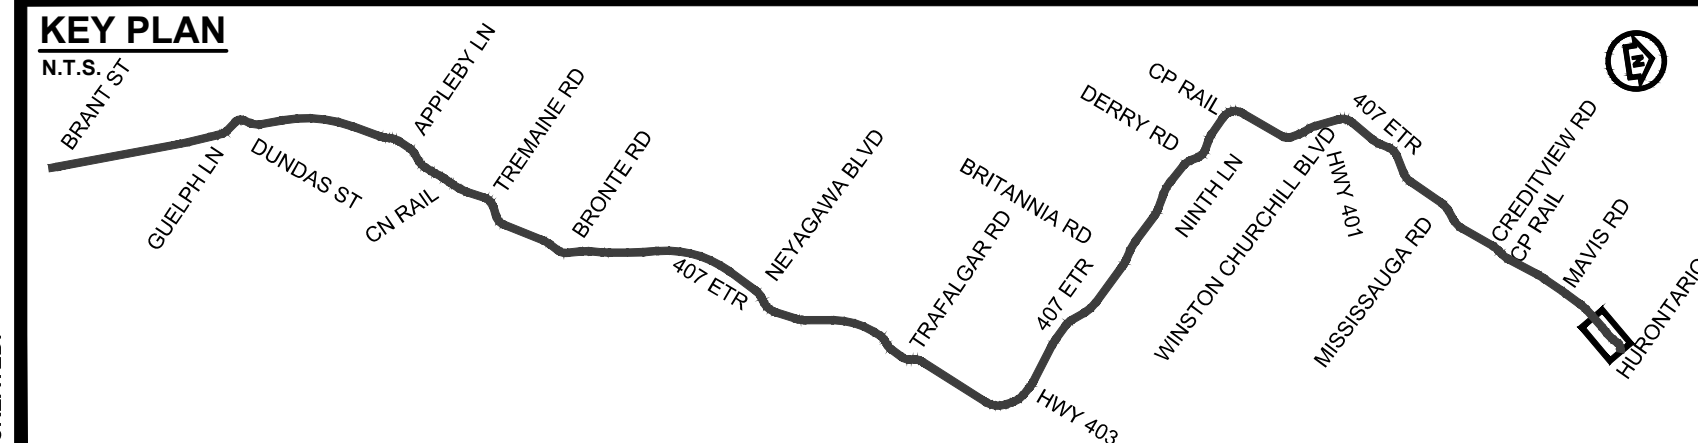 KEY PLAN
N.T.S.
BRANT ST
GUELPH LN
DUNDAS ST
APPLEBY LN
CN RAIL
TREMAINE RD
BRONTE RD
407 ETR
NEYAGAWA BLVD
TRAFALGAR RD
HWY 403
407 ETR
BRITANNIA RD
DERRY RD
CP RAIL
NINTH LN
WINSTON CHURCHILL BLVD
HWY 401
407 ETR
MISSISSAUGA RD
CREDITVIEW RD
CP RAIL
MAVIS RD
HURONTARIO
N